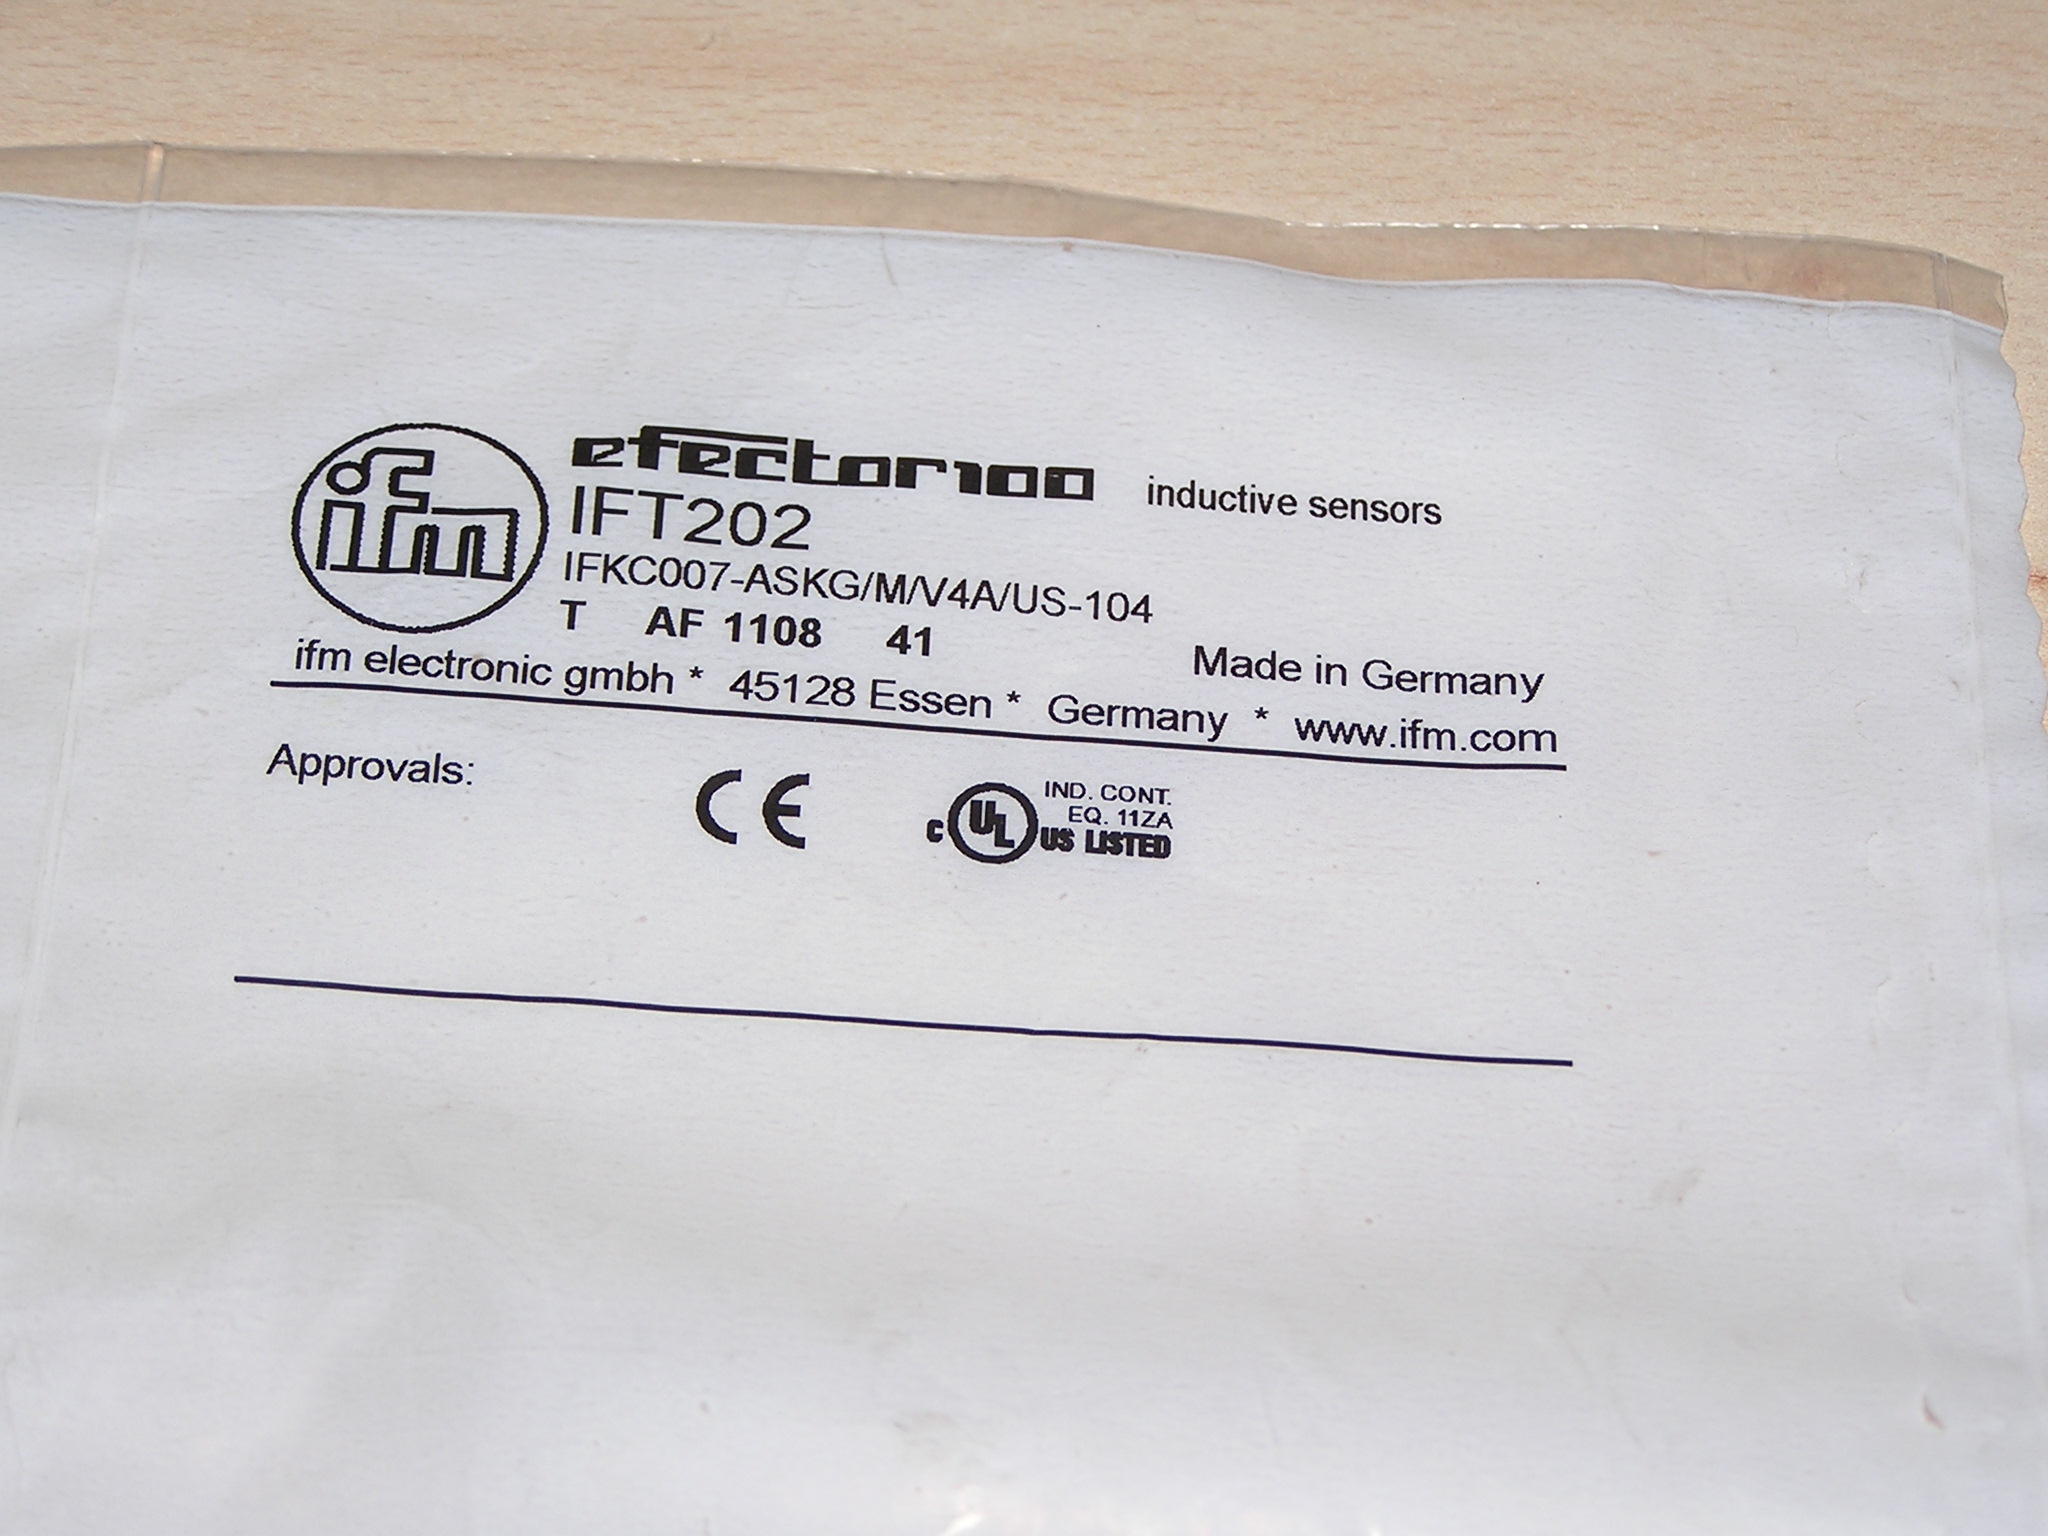 ifm
efector100 inductive sensors
IFT202
IFKC007-ASKG/M/V4A/US-104
T AF 1108 41
Made in Germany
ifm electronic gmbh * 45128 Essen * Germany * www.ifm.com
Approvals:
CE
c UL US LISTED
IND. CONT.
EQ. 11ZA